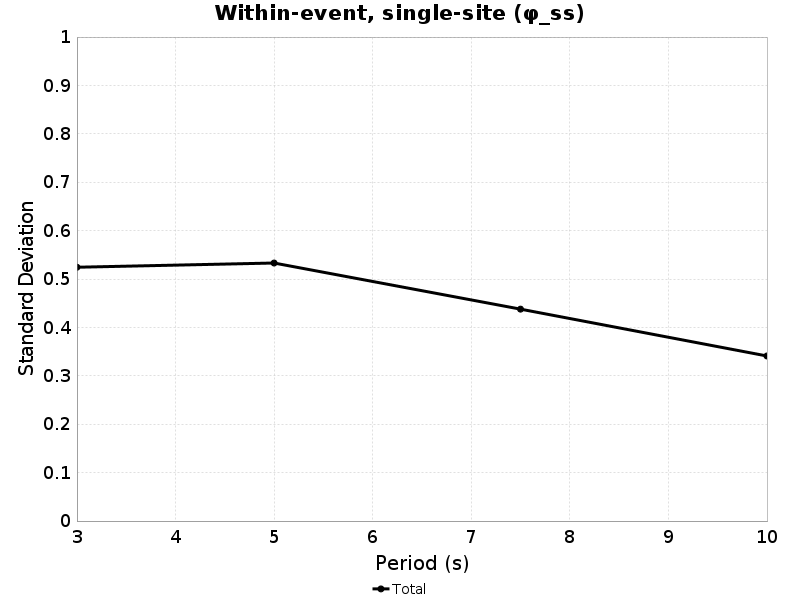 Within-event, single-site (φ_ss)
1
0.9
0.8
0.7
0.6
0.5
0.4
0.3
0.2
0.1
0
Standard Deviation
3 4 5 6 7 8 9 10
Period (s)
Total